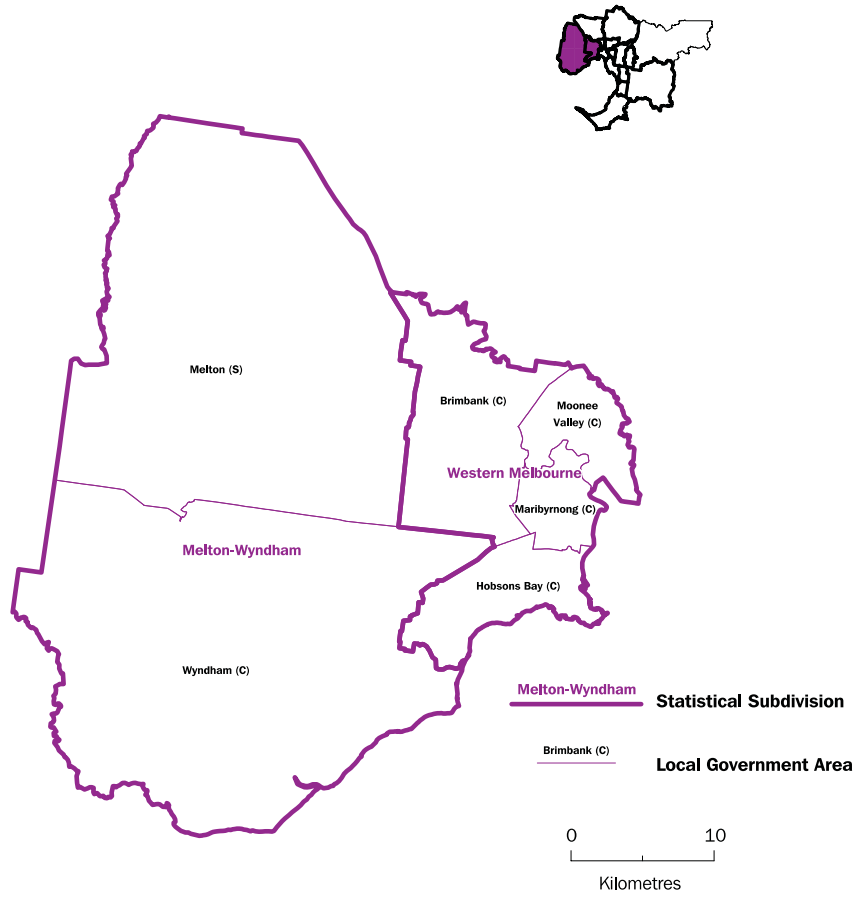 Melton (S)
Brimbank (C)
Moonee
Valley (C)
Western Melbourne
Maribyrnong (C)
Melton-Wyndham
Hobsons Bay (C)
Wyndham (C)
Melton-Wyndham
Statistical Subdivision
Brimbank (C)
Local Government Area
0 10
Kilometres